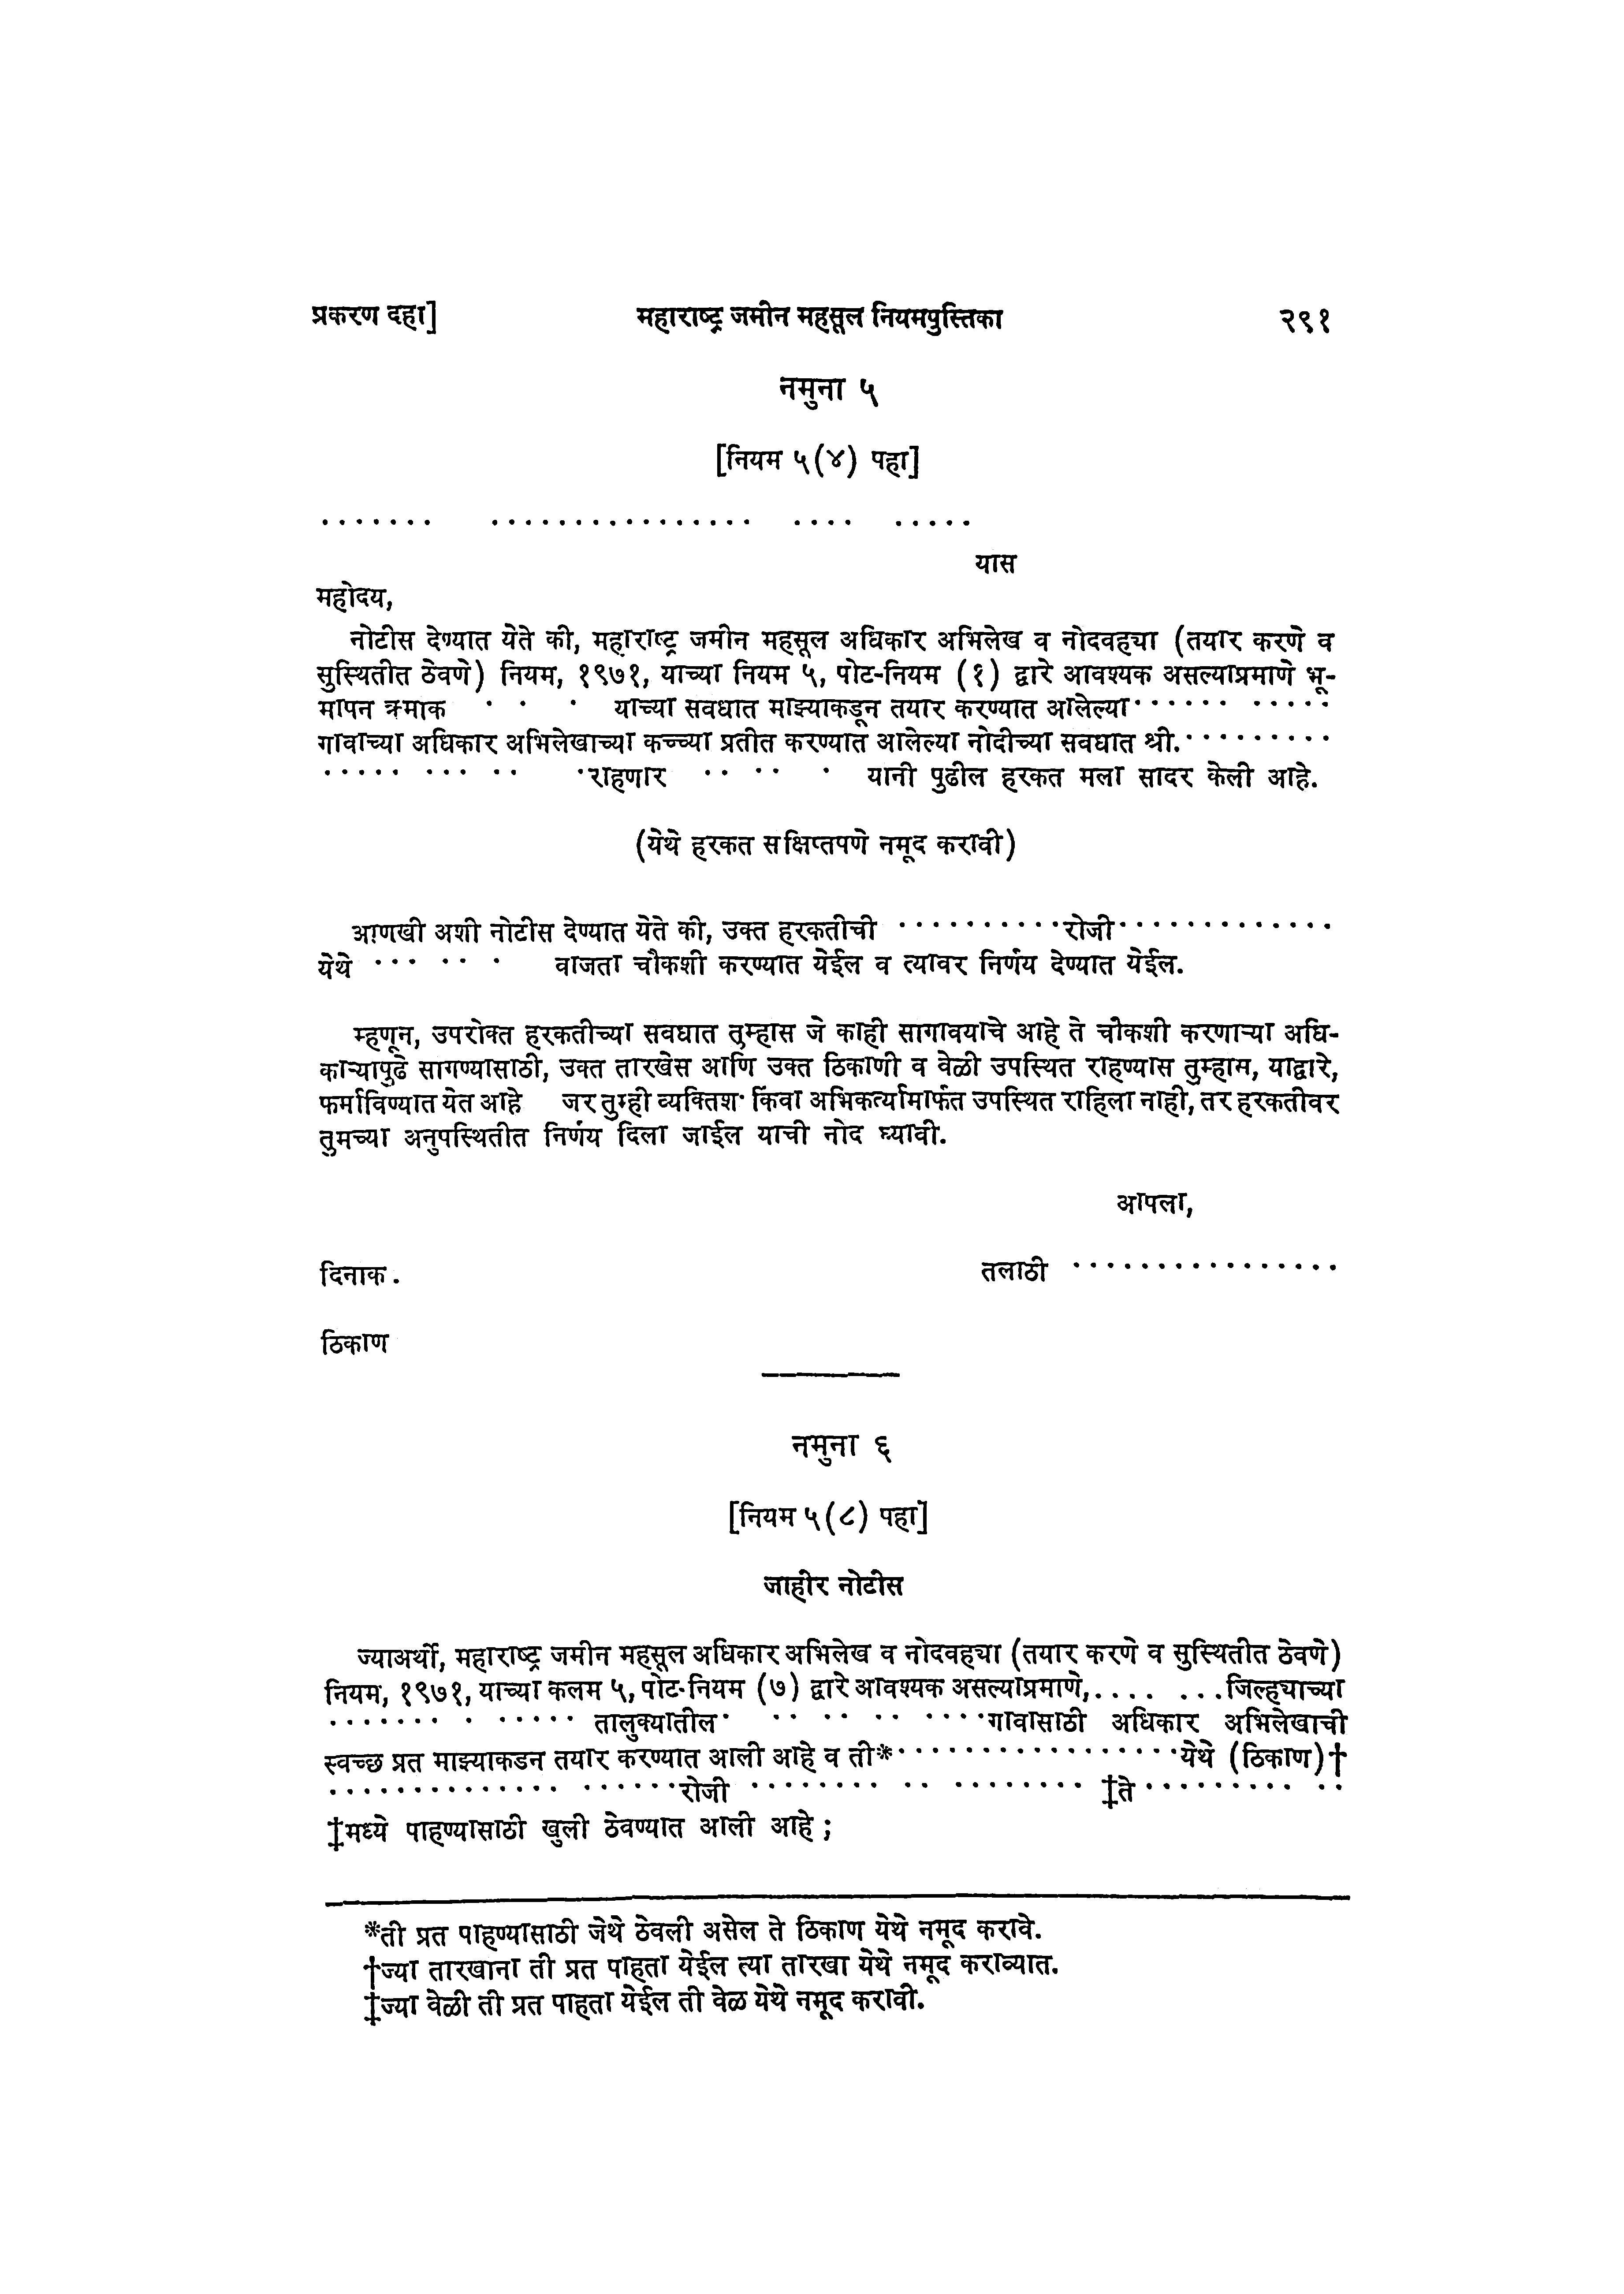 प्रकरण दहा] महाराष्ट्र जमीन महसूल नियमपुस्तिका २९१
नमुना ५
[नियम ५(४) पहा]
....... ................ .... .....
यास
महोदय,
नोटीस देण्यात येते की, महाराष्ट्र जमीन महसूल अधिकार अभिलेख व नोदवह्या (तयार करणे व
सुस्थितीत ठेवणे) नियम, १९७१, याच्या नियम ५, पोट-नियम (१) द्वारे आवश्यक असल्याप्रमाणे भू-
मापन क्रमाक . . . याच्या सवधात माझ्याकडून तयार करण्यात आलेल्या...... .....
गावाच्या अधिकार अभिलेखाच्या कच्च्या प्रतीत करण्यात आलेल्या नोदीच्या सवधात श्री..........
..... ... .. .राहणार .. .. . यानी पुढील हरकत मला सादर केली आहे.
(येथे हरकत सक्षिप्तपणे नमूद करावी)
आणखी अशी नोटीस देण्यात येते की, उक्त हरकतीची ..........रोजी.............
येथे ... .. . वाजता चौकशी करण्यात येईल व त्यावर निर्णय देण्यात येईल.
म्हणून, उपरोक्त हरकतीच्या सवधात तुम्हास जे काही सागावयाचे आहे ते चौकशी करणाऱ्या अधि-
काऱ्यापुढे सागण्यासाठी, उक्त तारखेस आणि उक्त ठिकाणी व वेळी उपस्थित राहण्यास तुम्हाम, याद्वारे,
फर्माविण्यात येत आहे जर तुम्ही व्यक्तिश· किंवा अभिकर्त्यामार्फत उपस्थित राहिला नाही, तर हरकतीवर
तुमच्या अनुपस्थितीत निर्णय दिला जाईल याची नोद घ्यावी.
आपला,
दिनाक. तलाठी ................
ठिकाण
नमुना ६
[नियम ५(८) पहा]
जाहीर नोटीस
ज्याअर्थी, महाराष्ट्र जमीन महसूल अधिकार अभिलेख व नोदवह्या (तयार करणे व सुस्थितीत ठेवणे)
नियम, १९७१, याच्या कलम ५, पोट-नियम (७) द्वारे आवश्यक असल्याप्रमाणे,.... ...जिल्ह्याच्या
....... . ..... तालुक्यातील. .. .. .. ....गावासाठी अधिकार अभिलेखाची
स्वच्छ प्रत माझ्याकडन तयार करण्यात आली आहे व ती*.................येथे (ठिकाण)†
.............. ......रोजी ........ .. ........ ‡ते......... ..
‡मध्ये पाहण्यासाठी खुली ठेवण्यात आली आहे;
*ती प्रत पाहण्यासाठी जेथे ठेवली असेल ते ठिकाण येथे नमूद करावे.
†ज्या तारखाना ती प्रत पाहता येईल त्या तारखा येथे नमूद कराव्यात.
‡ज्या वेळी ती प्रत पाहता येईल ती वेळ येथे नमूद करावी.